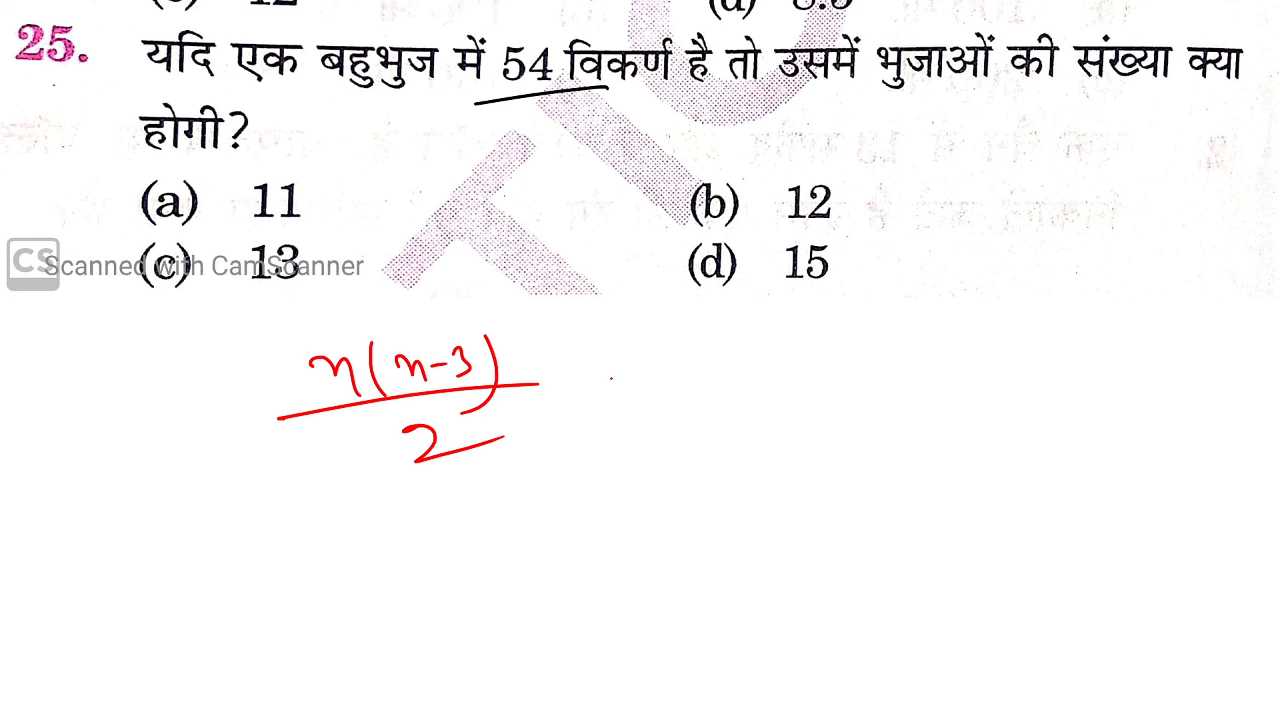 25. यदि एक बहुभुज में 54 विकर्ण है तो उसमें भुजाओं की संख्या क्या
होगी?
(a) 11 (b) 12
(c) 13 (d) 15
CS Scanned with CamScanner
n(n-3)
2